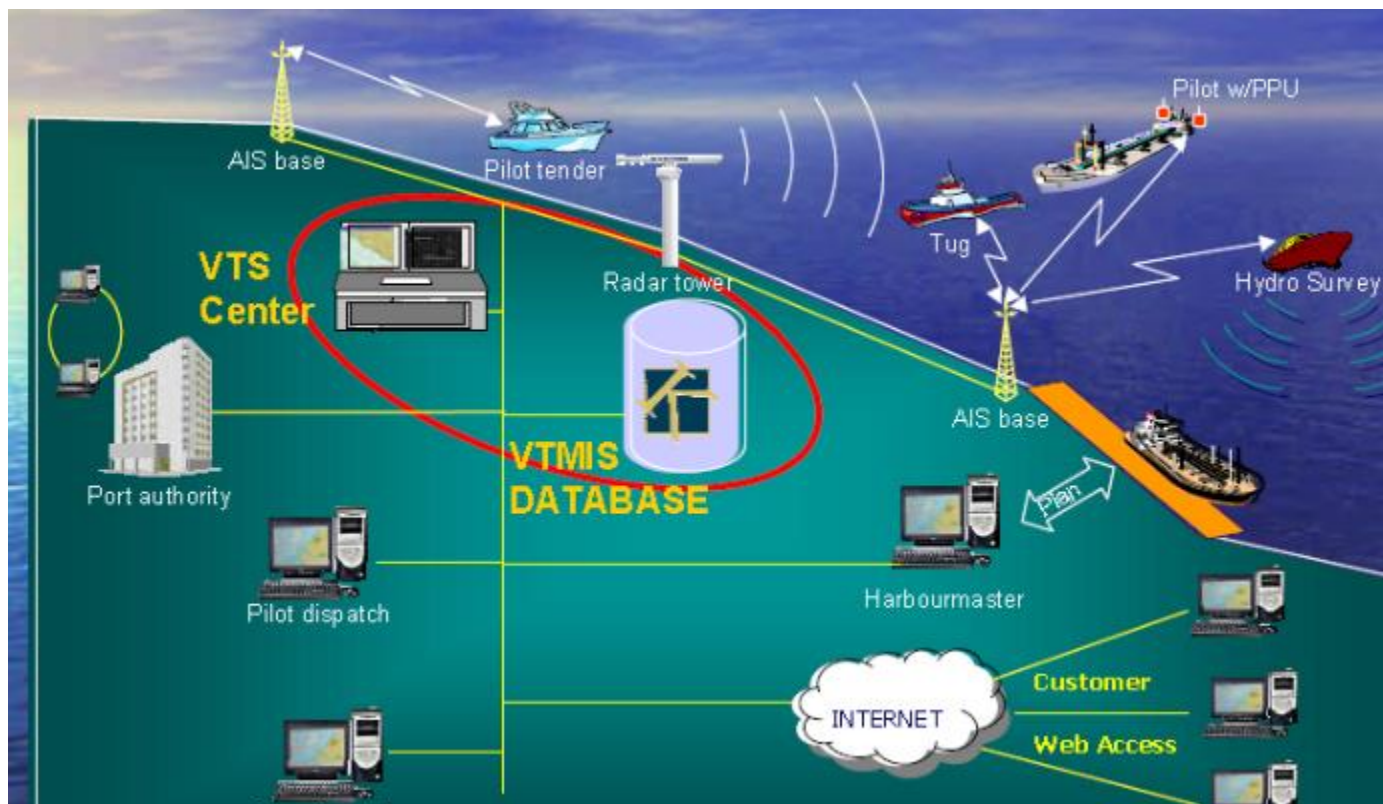 Pilot w/PPU
AIS base
Pilot tender
Tug
VTS
Center
Radar tower
Hydro Survey
AIS base
VTMIS
DATABASE
Port authority
Plan
Pilot dispatch
Harbourmaster
Customer
INTERNET
Web Access